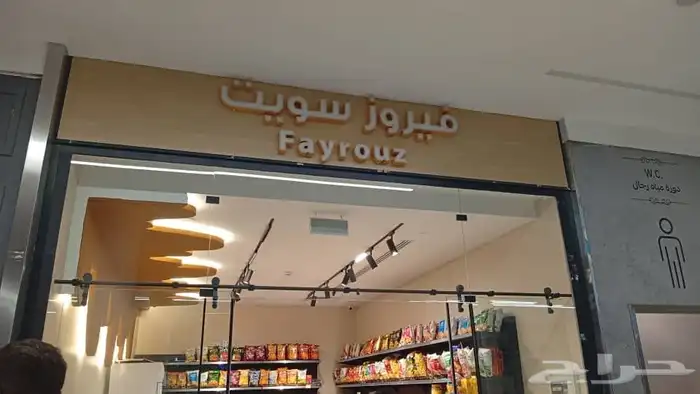 فيروز سويت
Fayrouz
W.C.
دورة مياه رجال
حراج